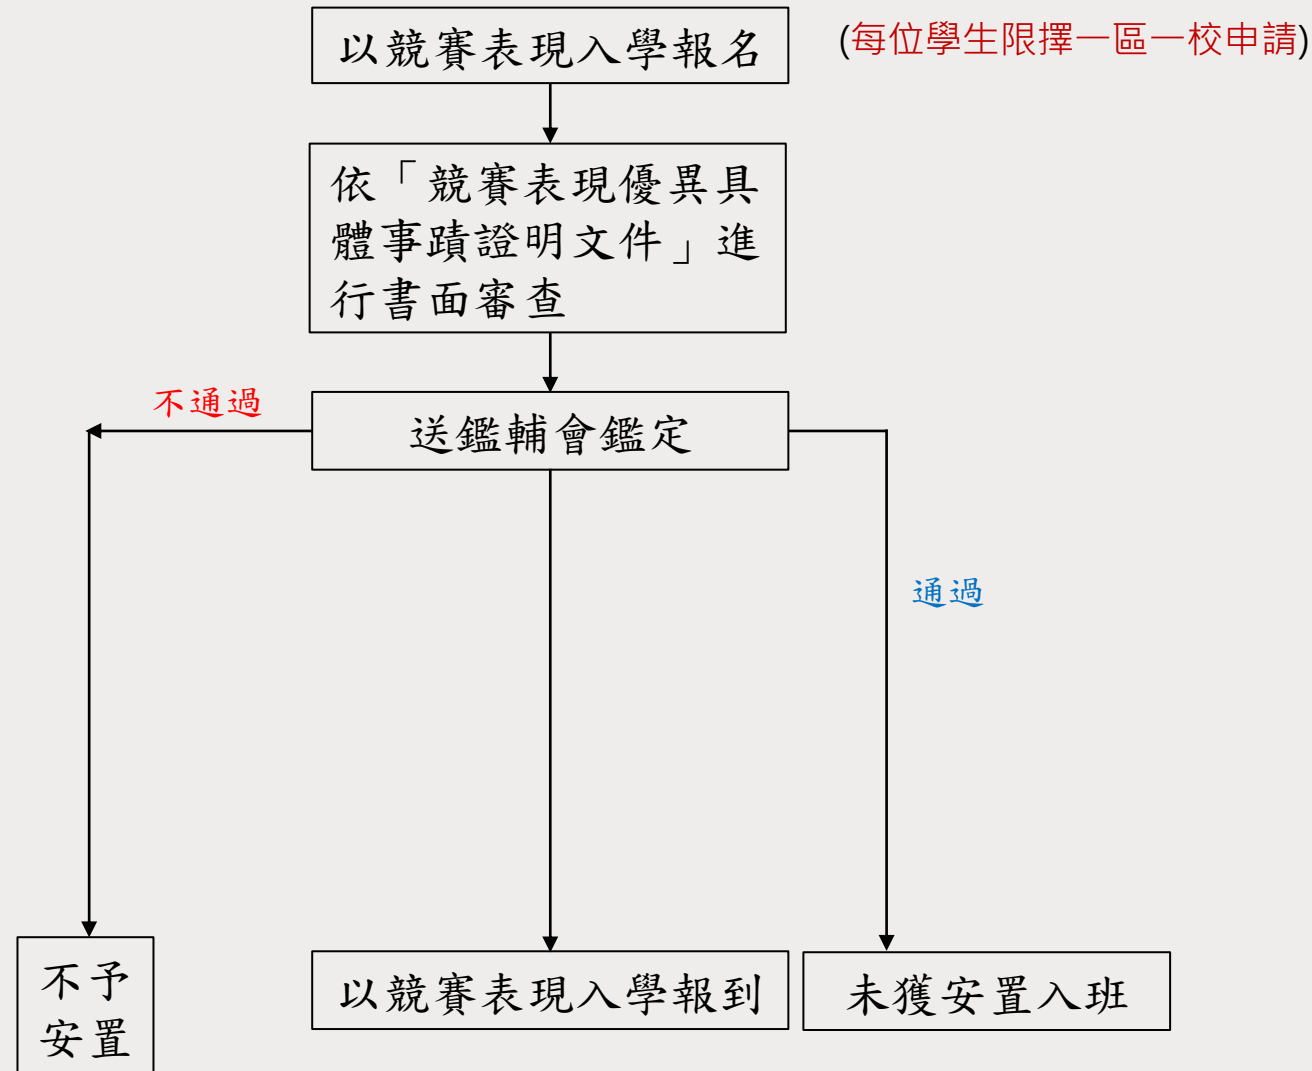 以競賽表現入學報名
(每位學生限擇一區一校申請)
依「競賽表現優異具
體事蹟證明文件」進
行書面審查
不通過
送鑑輔會鑑定
通過
不予
安置
以競賽表現入學報到
未獲安置入班